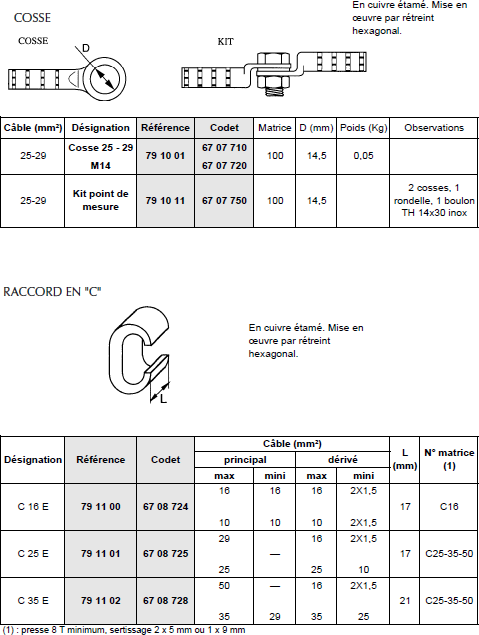 COSSE
En cuivre étamé. Mise en
œuvre par rétreint
hexagonal.
COSSE
D
KIT
Câble (mm²) Désignation Référence Codet Matrice D (mm) Poids (Kg) Observations
25-29 Cosse 25 - 29 M14 79 10 01 67 07 710 67 07 720 100 14,5 0,05
25-29 Kit point de mesure 79 10 11 67 07 750 100 14,5 2 cosses, 1 rondelle, 1 boulon TH 14x30 inox
RACCORD EN "C"
En cuivre étamé. Mise en
œuvre par rétreint
hexagonal.
L
Désignation Référence Codet Câble (mm²) L (mm) N° matrice (1)
principal dérivé
max mini max mini
16 16 16 2X1,5
C 16 E 79 11 00 67 08 724 17 C16
10 10 10 2X1,5
29 — 16 2X1,5
C 25 E 79 11 01 67 08 725 17 C25-35-50
25 25 10
50 — 16 2X1,5
C 35 E 79 11 02 67 08 728 21 C25-35-50
35 29 35 25
(1) : presse 8 T minimum, sertissage 2 x 5 mm ou 1 x 9 mm